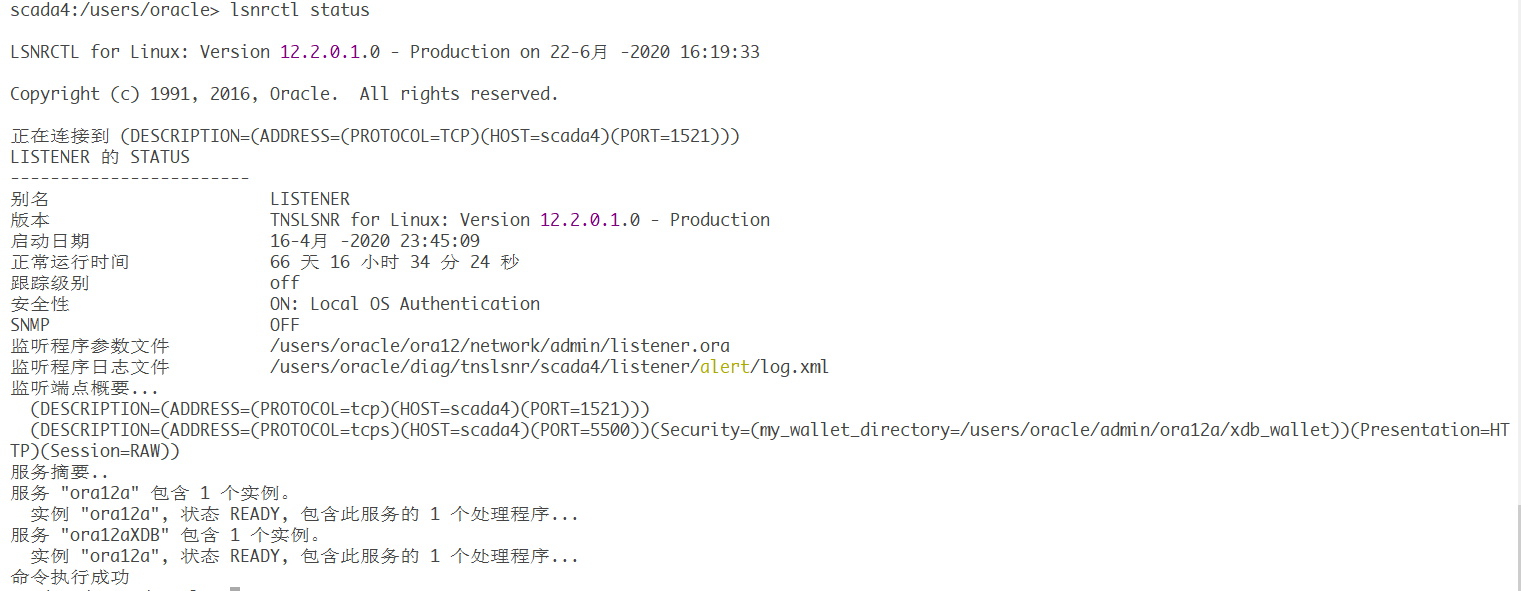 scada4:/users/oracle> lsnrctl status
LSNRCTL for Linux: Version 12.2.0.1.0 - Production on 22-6月 -2020 16:19:33
Copyright (c) 1991, 2016, Oracle.  All rights reserved.
正在连接到 (DESCRIPTION=(ADDRESS=(PROTOCOL=TCP)(HOST=scada4)(PORT=1521)))
LISTENER 的 STATUS
------------------------
别名                      LISTENER
版本                      TNSLSNR for Linux: Version 12.2.0.1.0 - Production
启动日期                  16-4月 -2020 23:45:09
正常运行时间              66 天 16 小时 34 分 24 秒
跟踪级别                  off
安全性                    ON: Local OS Authentication
SNMP                      OFF
监听程序参数文件          /users/oracle/ora12/network/admin/listener.ora
监听程序日志文件          /users/oracle/diag/tnslsnr/scada4/listener/alert/log.xml
监听端点概要...
  (DESCRIPTION=(ADDRESS=(PROTOCOL=tcp)(HOST=scada4)(PORT=1521)))
  (DESCRIPTION=(ADDRESS=(PROTOCOL=tcps)(HOST=scada4)(PORT=5500))(Security=(my_wallet_directory=/users/oracle/admin/ora12a/xdb_wallet))(Presentation=HT
TP)(Session=RAW))
服务摘要..
服务 "ora12a" 包含 1 个实例。
  实例 "ora12a", 状态 READY, 包含此服务的 1 个处理程序...
服务 "ora12aXDB" 包含 1 个实例。
  实例 "ora12a", 状态 READY, 包含此服务的 1 个处理程序...
命令执行成功